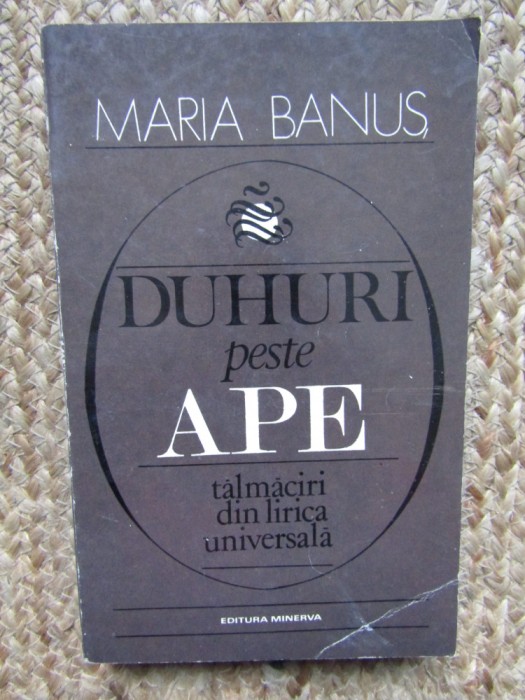 MARIA BANUȘ
DUHURI
peste
APE
tălmăciri
din lirica
universală
EDITURA MINERVA